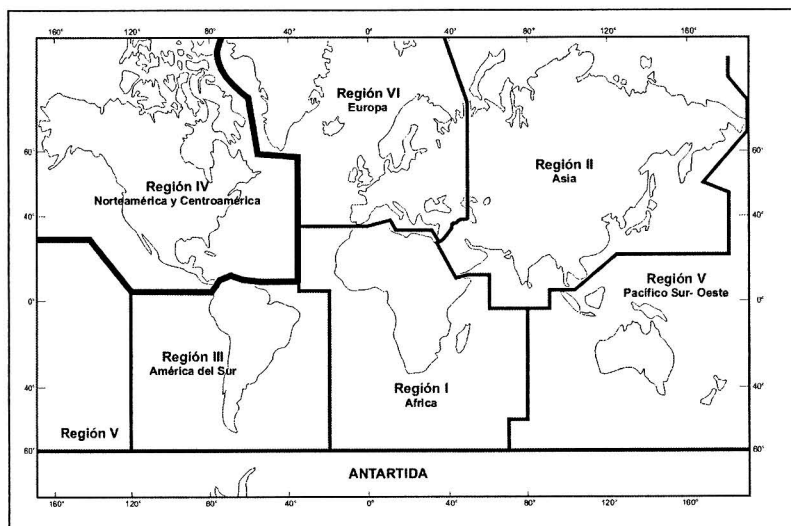 160° 120° 80° 40° 0° 40° 80° 120° 160°
Región VI
Europa
60° 60°
Región II
Asia
Región IV
Norteamérica y Centroamérica
40° 40°
Región V
Pacífico Sur- Oeste
0° 0°
Región III
América del Sur
Región I
Africa
40° 40°
Región V
60° 60°
ANTARTIDA
160° 120° 80° 40° 0° 40° 80° 120° 160°